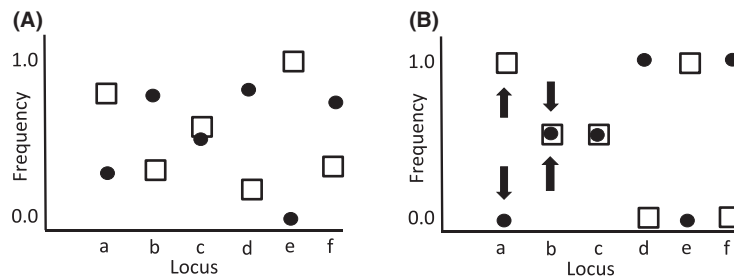 (A)
1.0
Frequency
0.0
a b c d e f
Locus
(B)
1.0
Frequency
0.0
a b c d e f
Locus